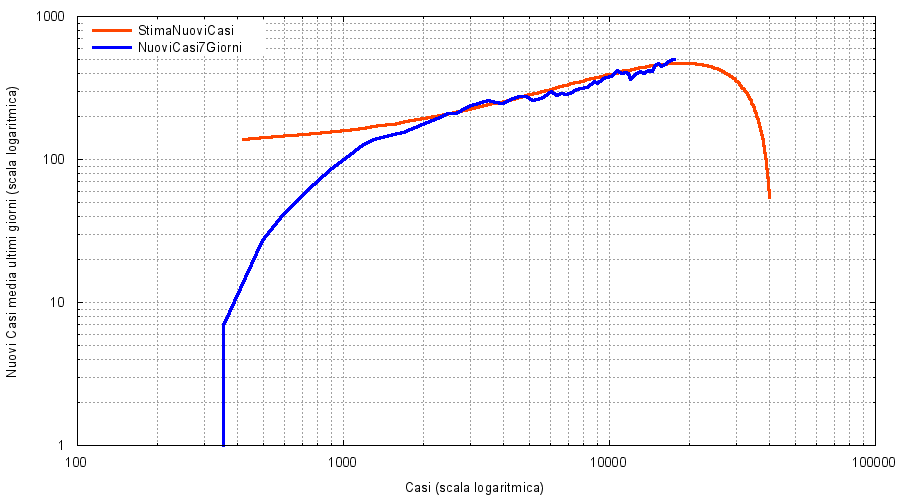 1000
StimaNuoviCasi
NuoviCasi7Giorni
100
10
1
Nuovi Casi media ultimi giorni (scala logaritmica)
100 1000 10000 100000
Casi (scala logaritmica)